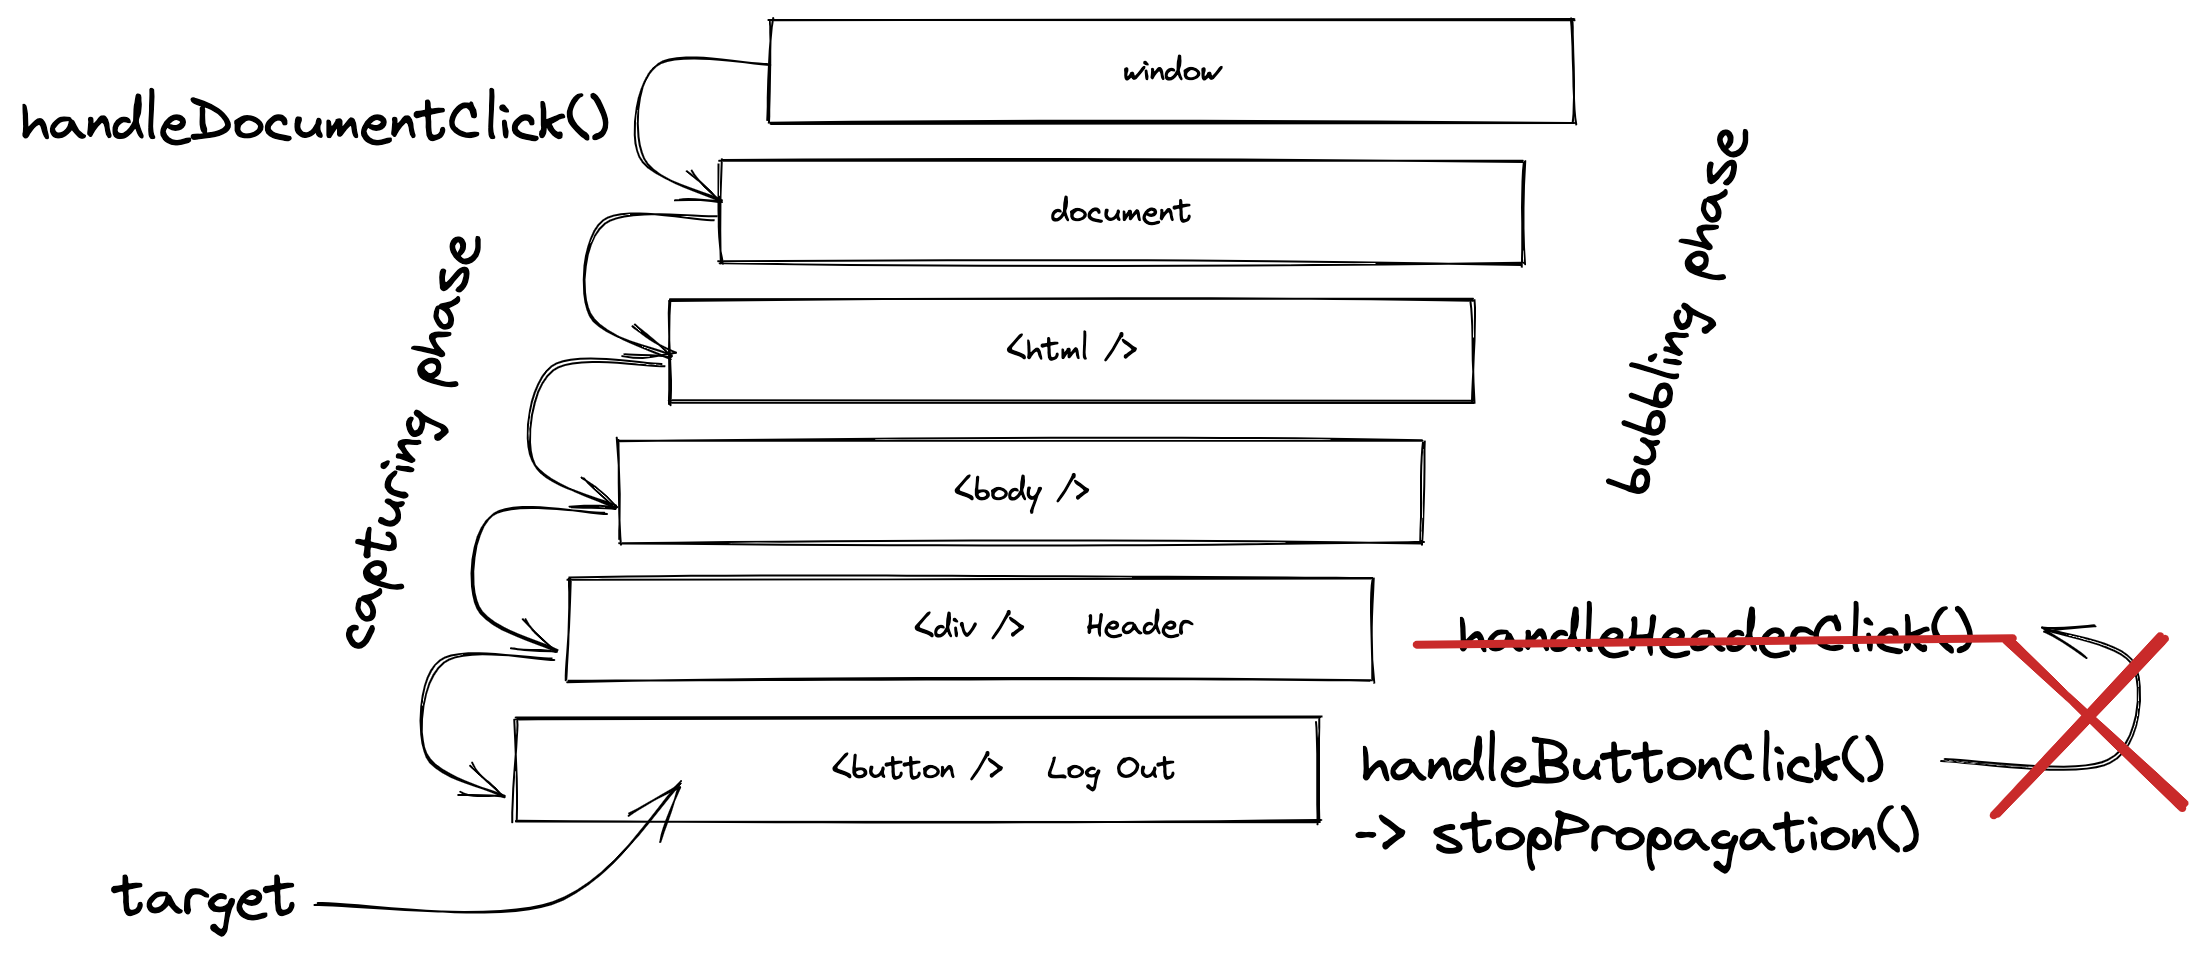 window
handleDocumentClick()
document
<html />
capturing phase
bubbling phase
<body />
<div /> Header
handleHeaderClick()
<button /> Log Out
handleButtonClick()
-> stopPropagation()
target